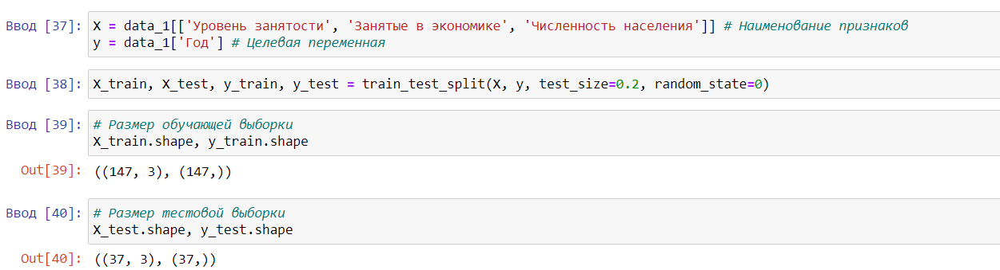 Ввод [37]: X = data_1[['Уровень занятости', 'Занятые в экономике', 'Численность населения']] # Наименование признаков
y = data_1['Год'] # Целевая переменная
Ввод [38]: X_train, X_test, y_train, y_test = train_test_split(X, y, test_size=0.2, random_state=0)
Ввод [39]: # Размер обучающей выборки
X_train.shape, y_train.shape
Out[39]: ((147, 3), (147,))
Ввод [40]: # Размер тестовой выборки
X_test.shape, y_test.shape
Out[40]: ((37, 3), (37,))